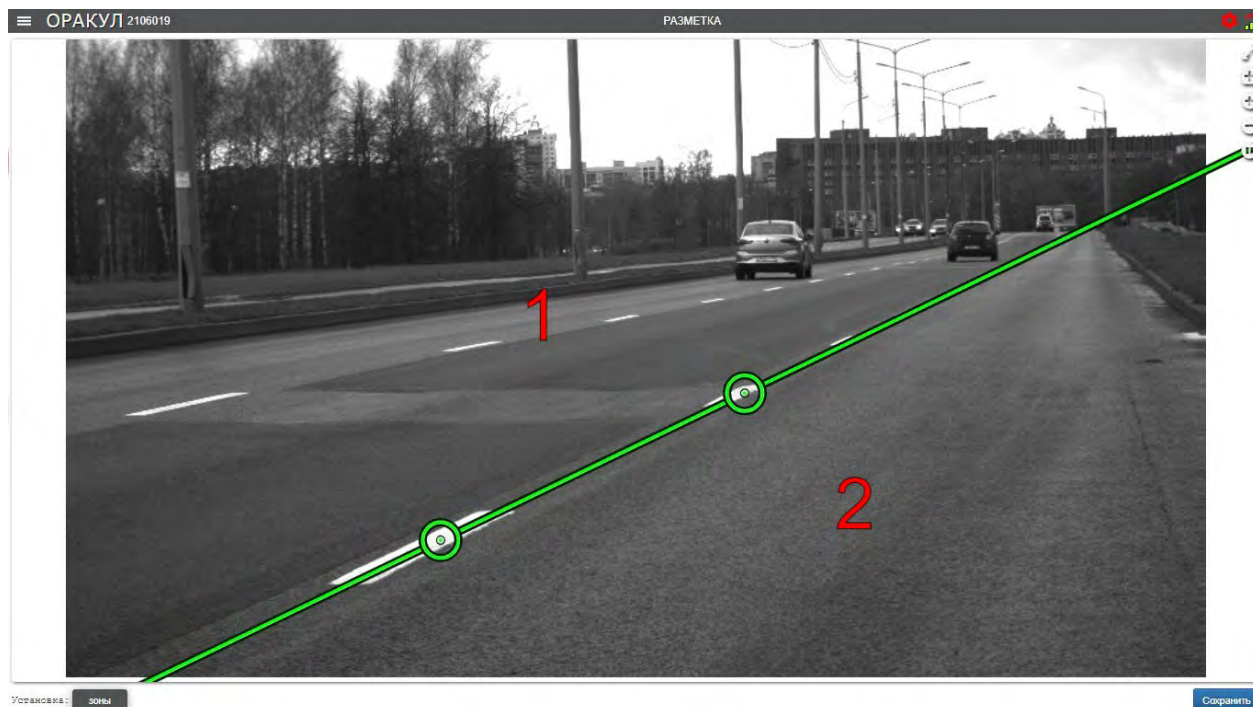 ОРАКУЛ 2106019
РАЗМЕТКА
1
2
Установка: зоны
Сохранить